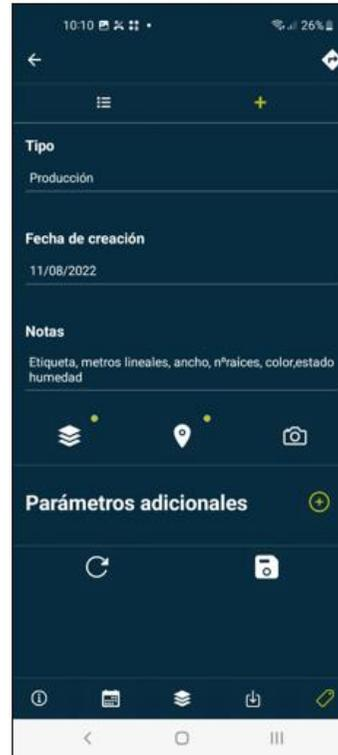 10:10
26%
Tipo
Producción
Fecha de creación
11/08/2022
Notas
Etiqueta, metros lineales, ancho, nºraices, color,estado
humedad
Parámetros adicionales